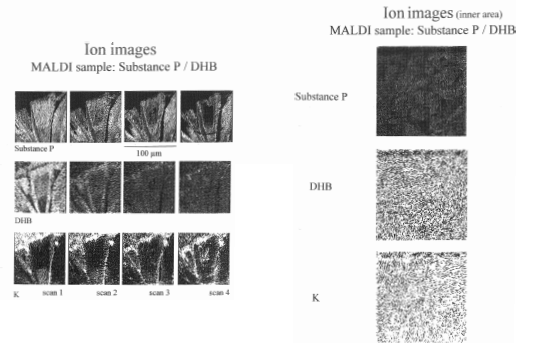 Ion images
MALDI sample: Substance P / DHB
Substance P
100 µm
DHB
K scan 1 scan 2 scan 3 scan 4
Ion images (inner area)
MALDI sample: Substance P / DHB
Substance P
DHB
K